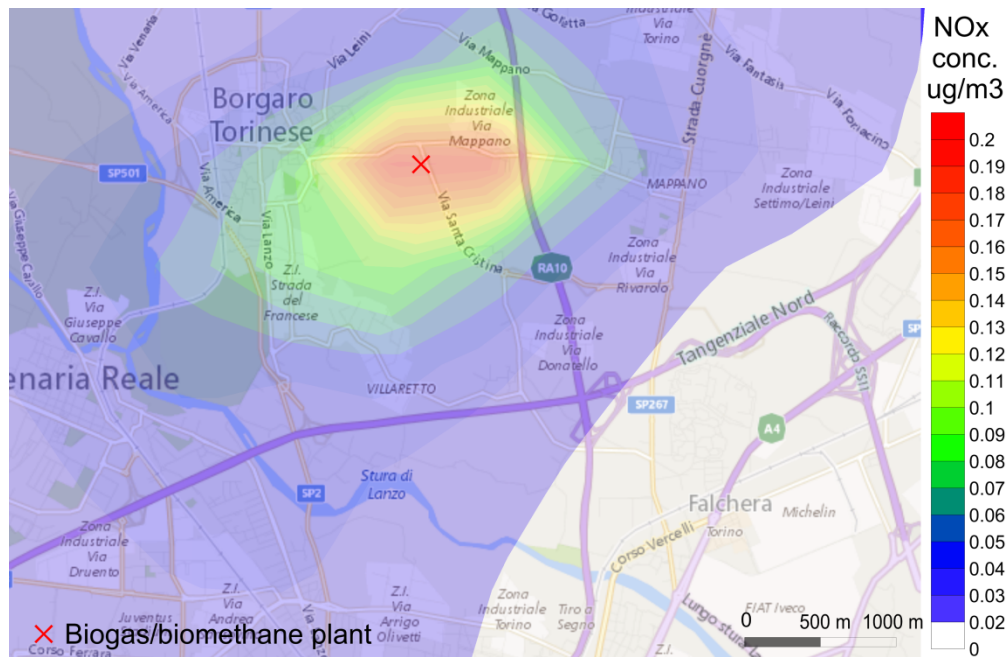 Via Venaria
Via America
Via Leini
Via Mappano
Via Goretta
Zona
Industriale
Via
Torino
Strada Cuorgnè
Via Fantasia
Via Fornacino
Borgaro
Torinese
Zona
Industriale
Via
Mappano
SP501
Via America
Via Lanzo
Via Giuseppe
Cavallo
MAPPANO
Zona
Industriale
Settimo/Leini
Via Santa Cristina
RA10
Zona
Industriale
Via
Rivarolo
Z.I.
Strada
del
Francese
Z.I.
Via
Giuseppe
Cavallo
Zona
Industriale
Via
Donatello
Tangenziale Nord
Raccordo SS11
SP
enaria Reale
VILLARETTO
SP267
A4
Stura di
Lanzo
SP2
Falchera
Torino
Michelin
Corso Vercelli
Zona
Industriale
Via
Druento
Z.I.
Via
Andrea
Z.I.
Via
Arrigo
Olivetti
Juventus
Corso Ferrara
Zona
Industriale
Torino
Tiro a
Segno
FIAT Iveco
Z.I.
Biogas/biomethane plant
0 500 m 1000 m
NOx
conc.
ug/m3
0.2
0.19
0.18
0.17
0.16
0.15
0.14
0.13
0.12
0.11
0.1
0.09
0.08
0.07
0.06
0.05
0.04
0.03
0.02
0